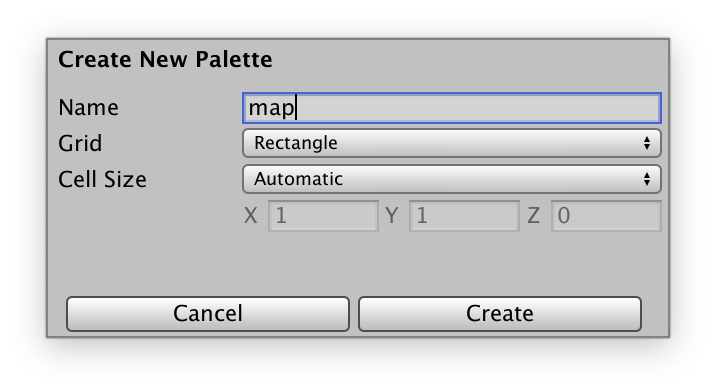 Create New Palette
Name map
Grid Rectangle
Cell Size Automatic
X 1 Y 1 Z 0
Cancel Create